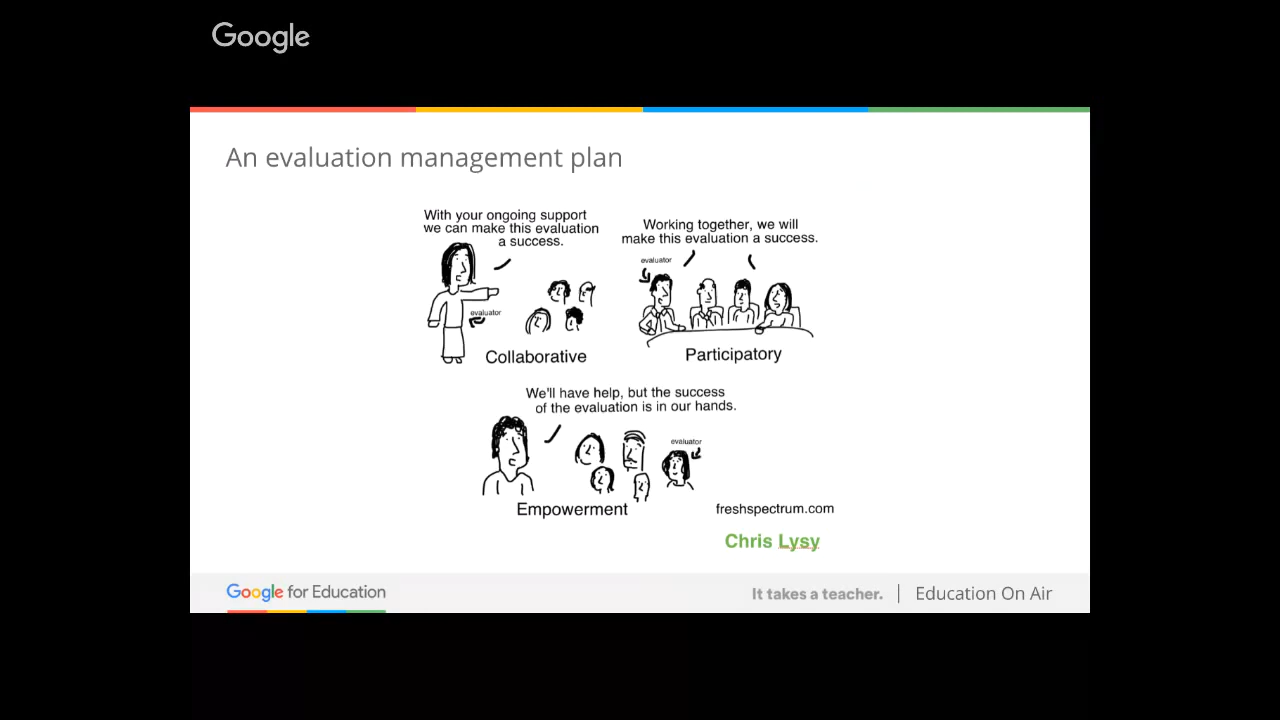 Google
An evaluation management plan
With your ongoing support
we can make this evaluation
a success.
evaluator
Collaborative
Working together, we will
make this evaluation a success.
evaluator
Participatory
We'll have help, but the success
of the evaluation is in our hands.
evaluator
Empowerment
freshspectrum.com
Chris Lysy
Google for Education
It takes a teacher. | Education On Air